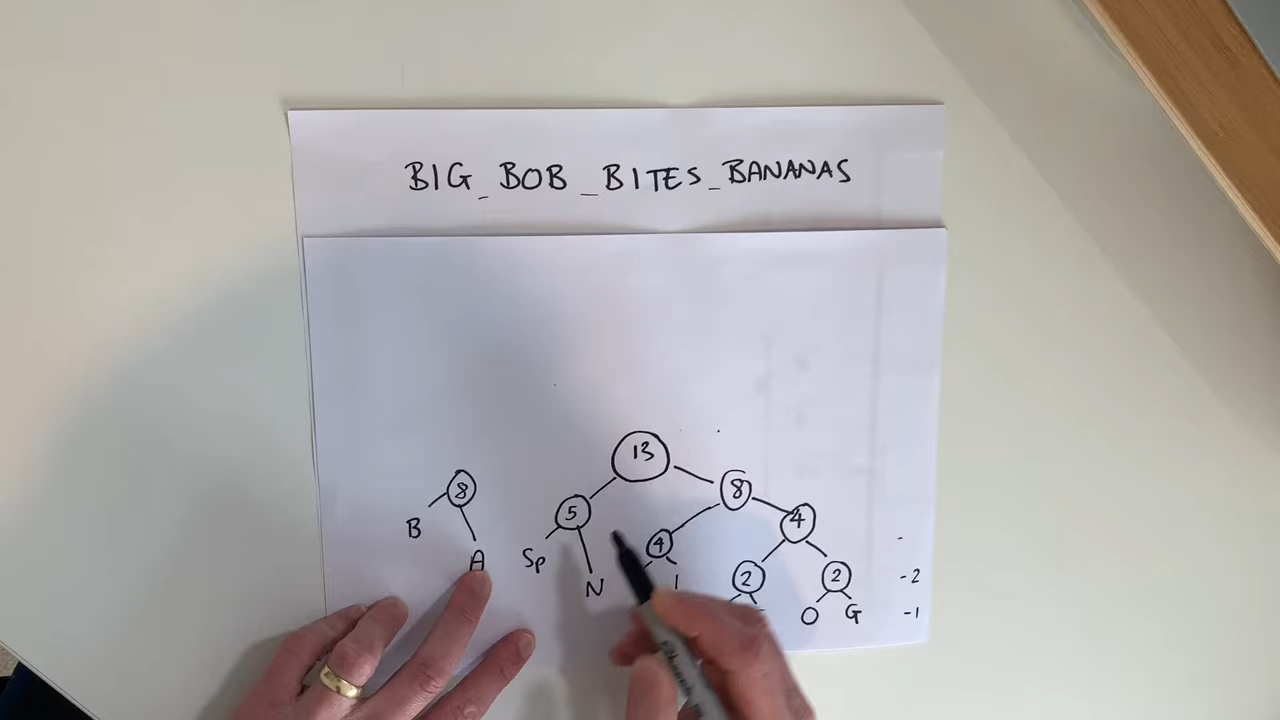 BIG_BOB_BITES_BANANAS
13
8 5 8
B 4
A Sp 4
N 2 2 -2
O G -1